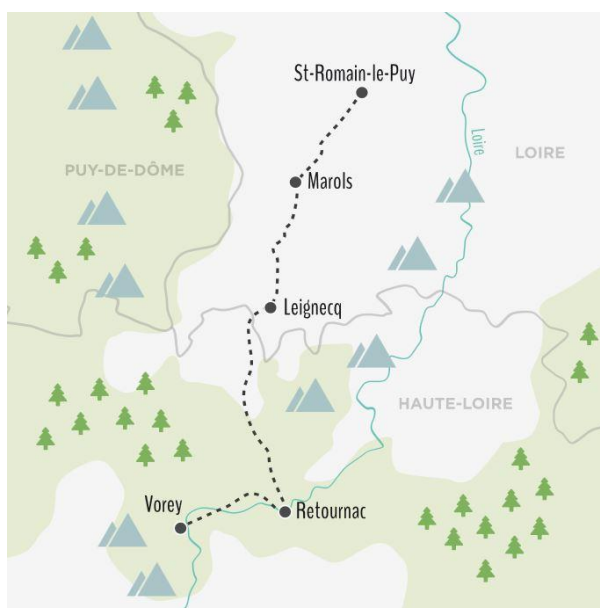 St-Romain-le-Puy
Loire
LOIRE
PUY-DE-DÔME
Marols
Leignecq
HAUTE-LOIRE
Vorey
Retournac